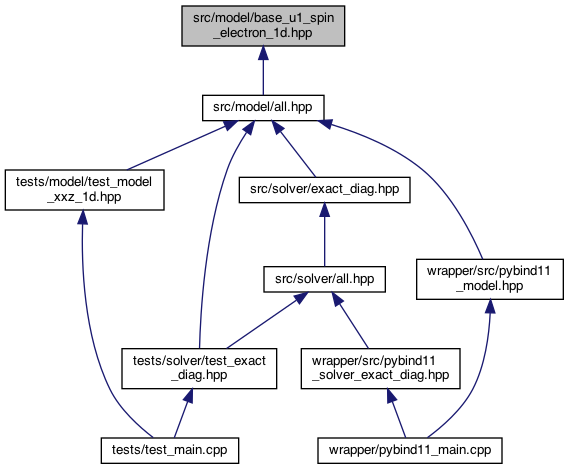 src/model/base_u1_spin
_electron_1d.hpp
src/model/all.hpp
tests/model/test_model
_xxz_1d.hpp
src/solver/exact_diag.hpp
src/solver/all.hpp
wrapper/src/pybind11
_model.hpp
tests/solver/test_exact
_diag.hpp
wrapper/src/pybind11
_solver_exact_diag.hpp
tests/test_main.cpp
wrapper/pybind11_main.cpp